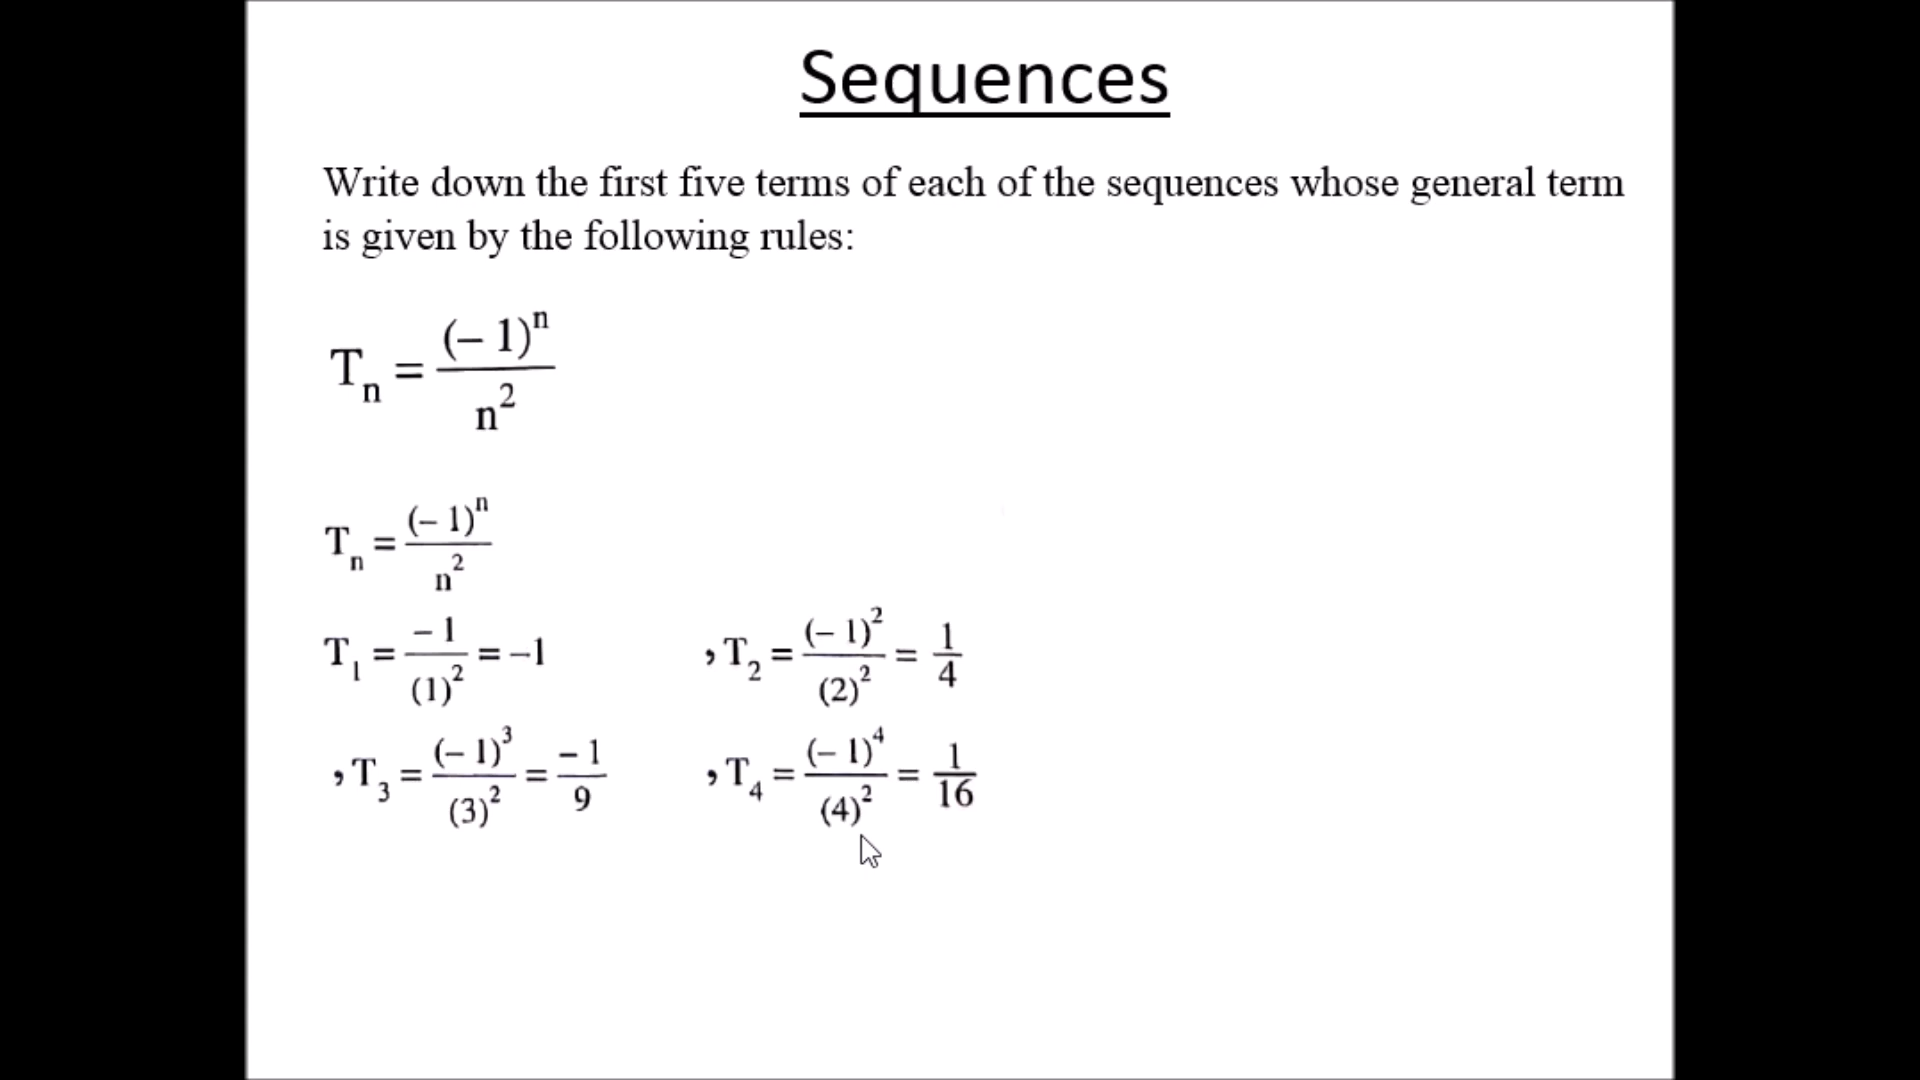 Sequences
Write down the first five terms of each of the sequences whose general term
is given by the following rules:
Tₙ = (– 1)ⁿ / n²
Tₙ = (– 1)ⁿ / n²
T₁ = – 1 / (1)² = –1 , T₂ = (– 1)² / (2)² = 1 / 4
, T₃ = (– 1)³ / (3)² = – 1 / 9 , T₄ = (– 1)⁴ / (4)² = 1 / 16